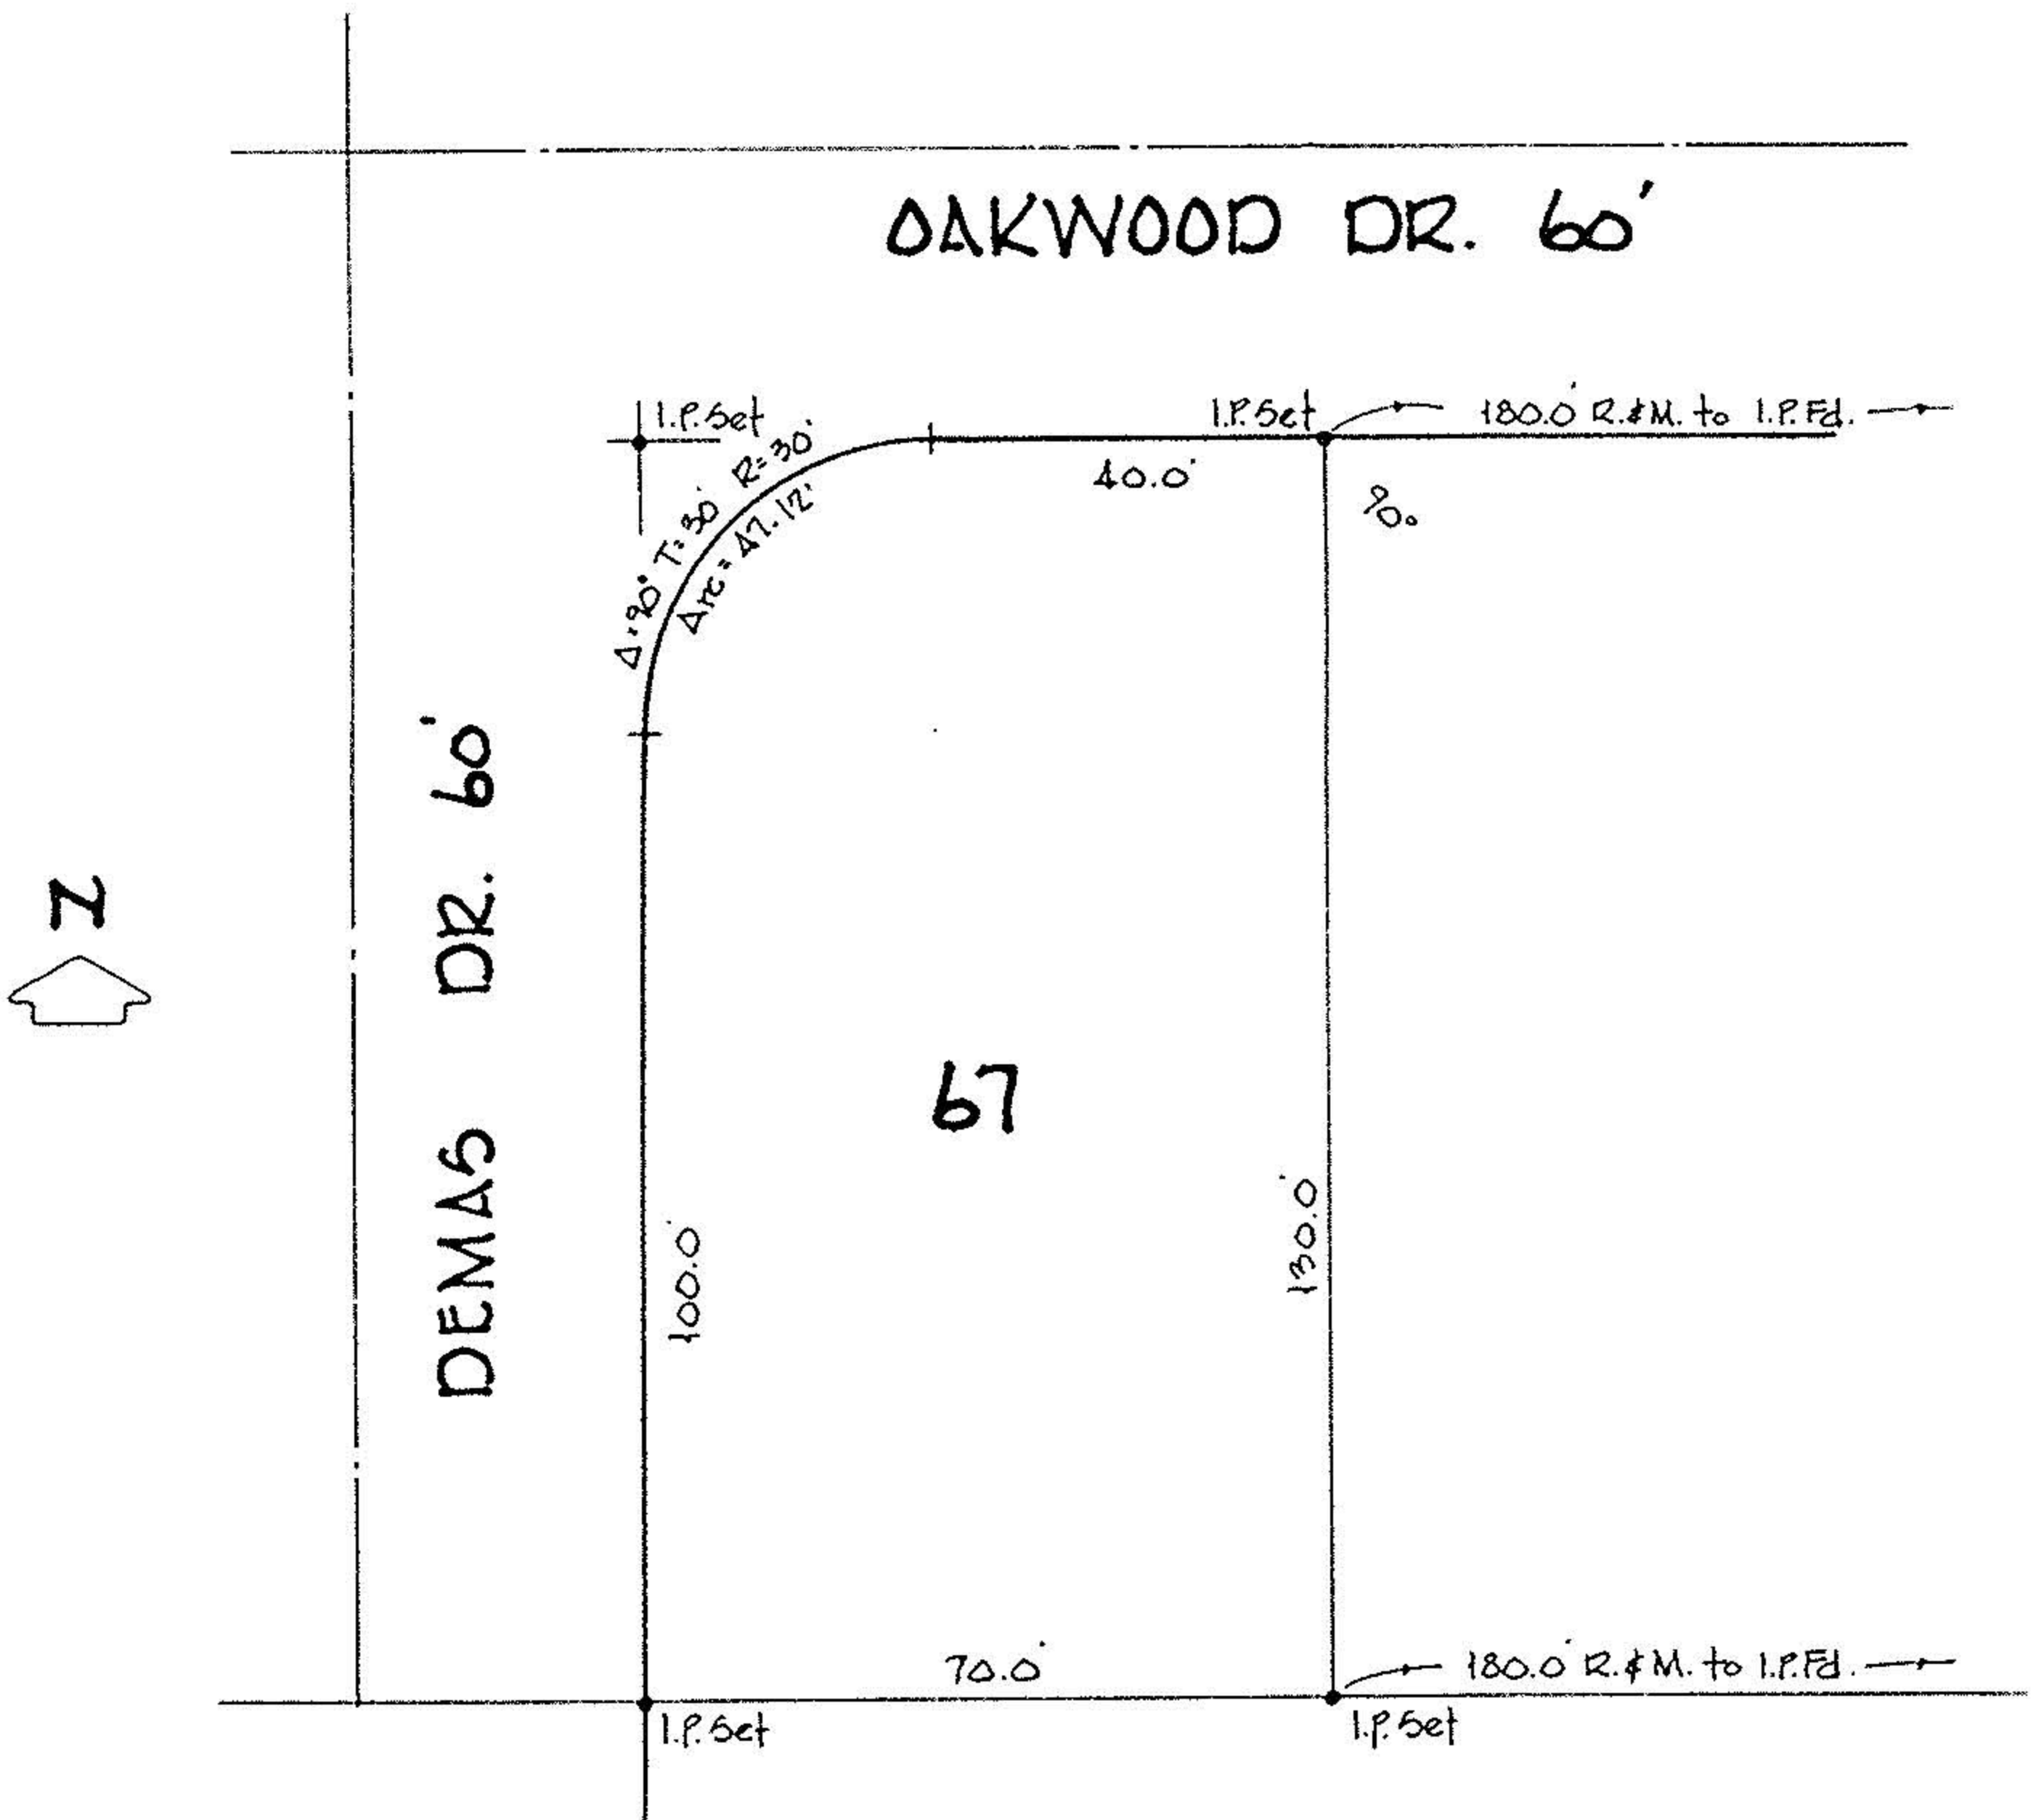 OAKWOOD DR. 60'
I.P. Set
I.P. Set
180.0' R.&M. to I.P. Fd.
Δ=90° T=30' R=30'
Arc = 47.12'
40.0'
90°
DEMAS DR. 60'
N
67
100.0'
130.0'
70.0'
180.0' R.&M. to I.P. Fd.
I.P. Set
I.P. Set